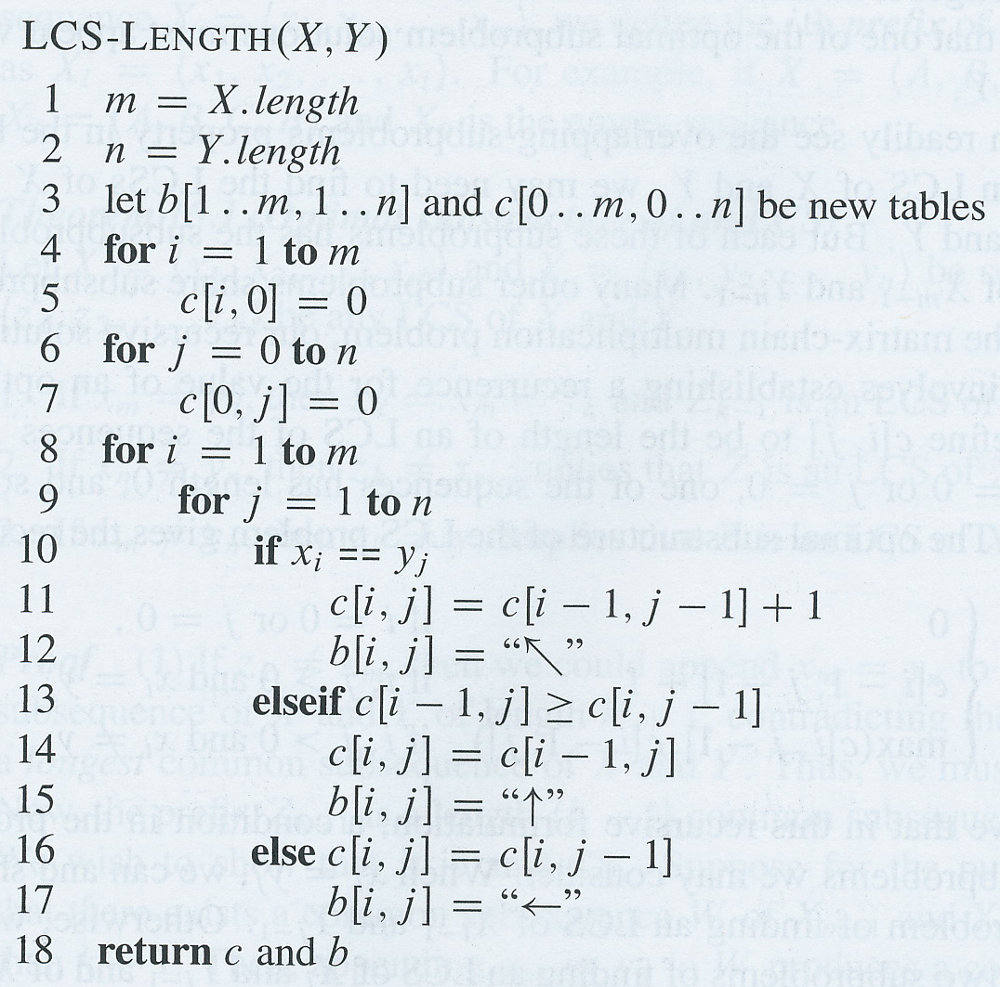 LCS-LENGTH(X, Y)
1 m = X.length
2 n = Y.length
3 let b[1..m, 1..n] and c[0..m, 0..n] be new tables
4 for i = 1 to m
5 c[i, 0] = 0
6 for j = 0 to n
7 c[0, j] = 0
8 for i = 1 to m
9 for j = 1 to n
10 if xᵢ == yⱼ
11 c[i, j] = c[i − 1, j − 1] + 1
12 b[i, j] = “↖”
13 elseif c[i − 1, j] ≥ c[i, j − 1]
14 c[i, j] = c[i − 1, j]
15 b[i, j] = “↑”
16 else c[i, j] = c[i, j − 1]
17 b[i, j] = “←”
18 return c and b